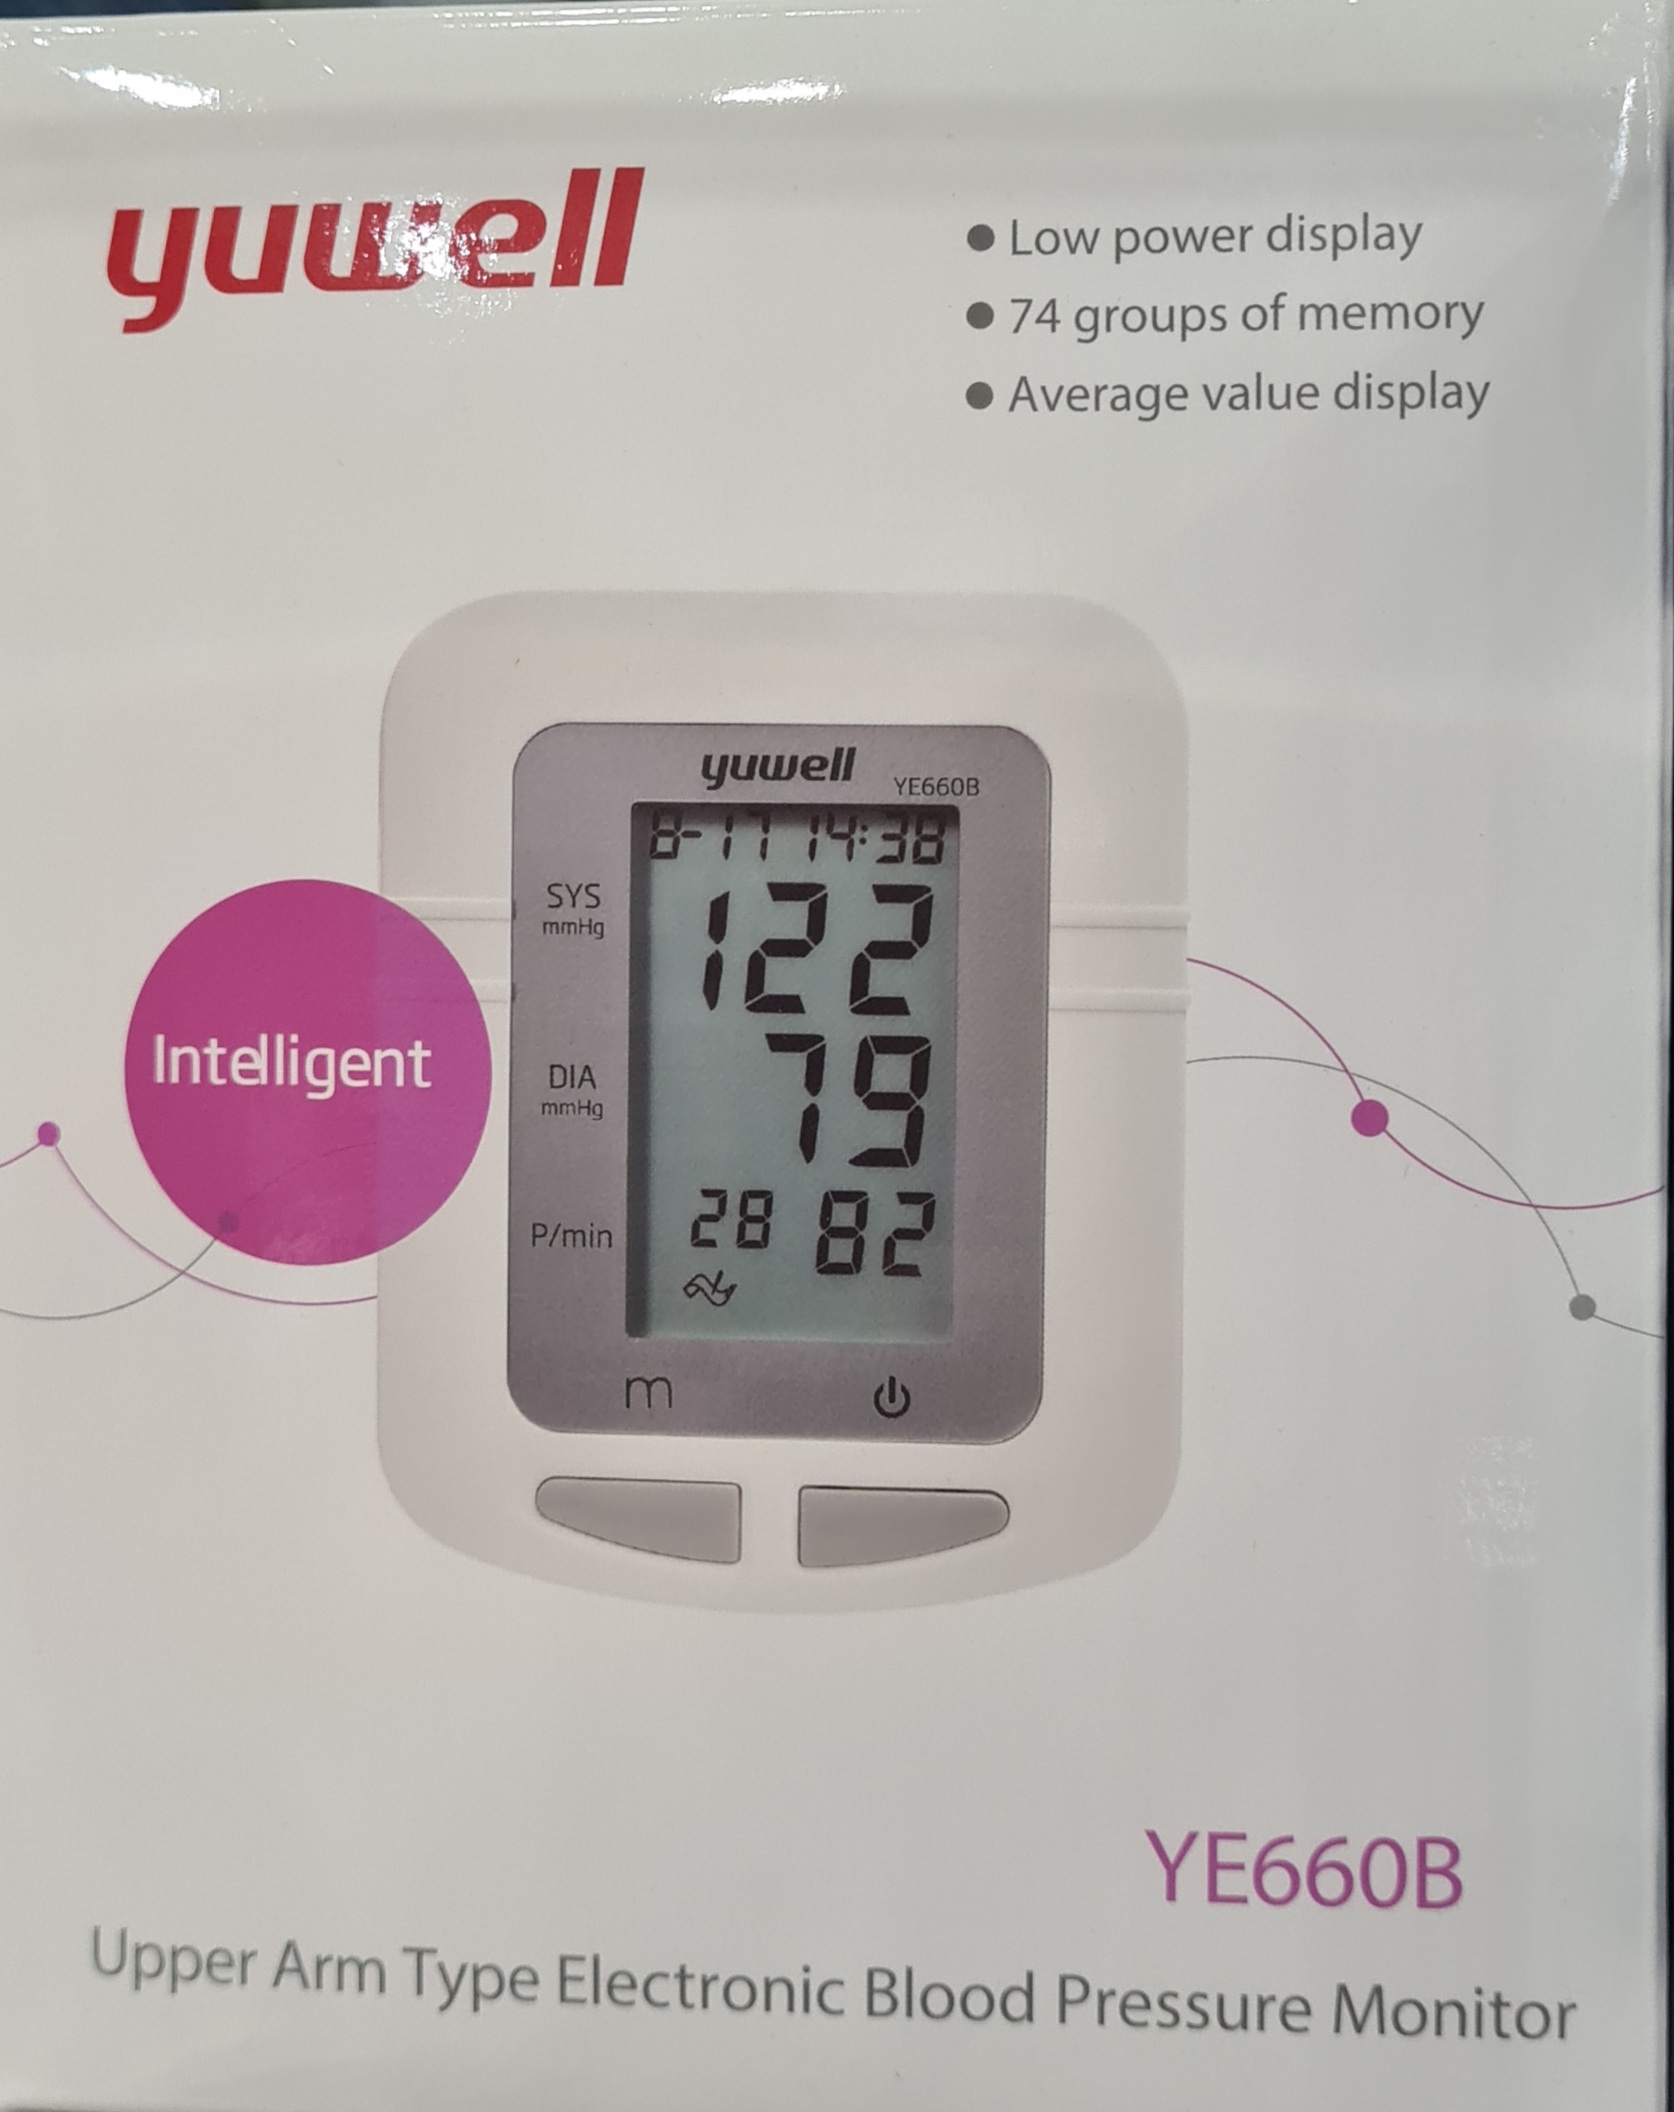 yuwell
● Low power display
● 74 groups of memory
● Average value display
yuwell
YE660B
8-17 14:38
SYS
mmHg
122
DIA
mmHg
79
P/min
28 82
m
Intelligent
YE660B
Upper Arm Type Electronic Blood Pressure Monitor